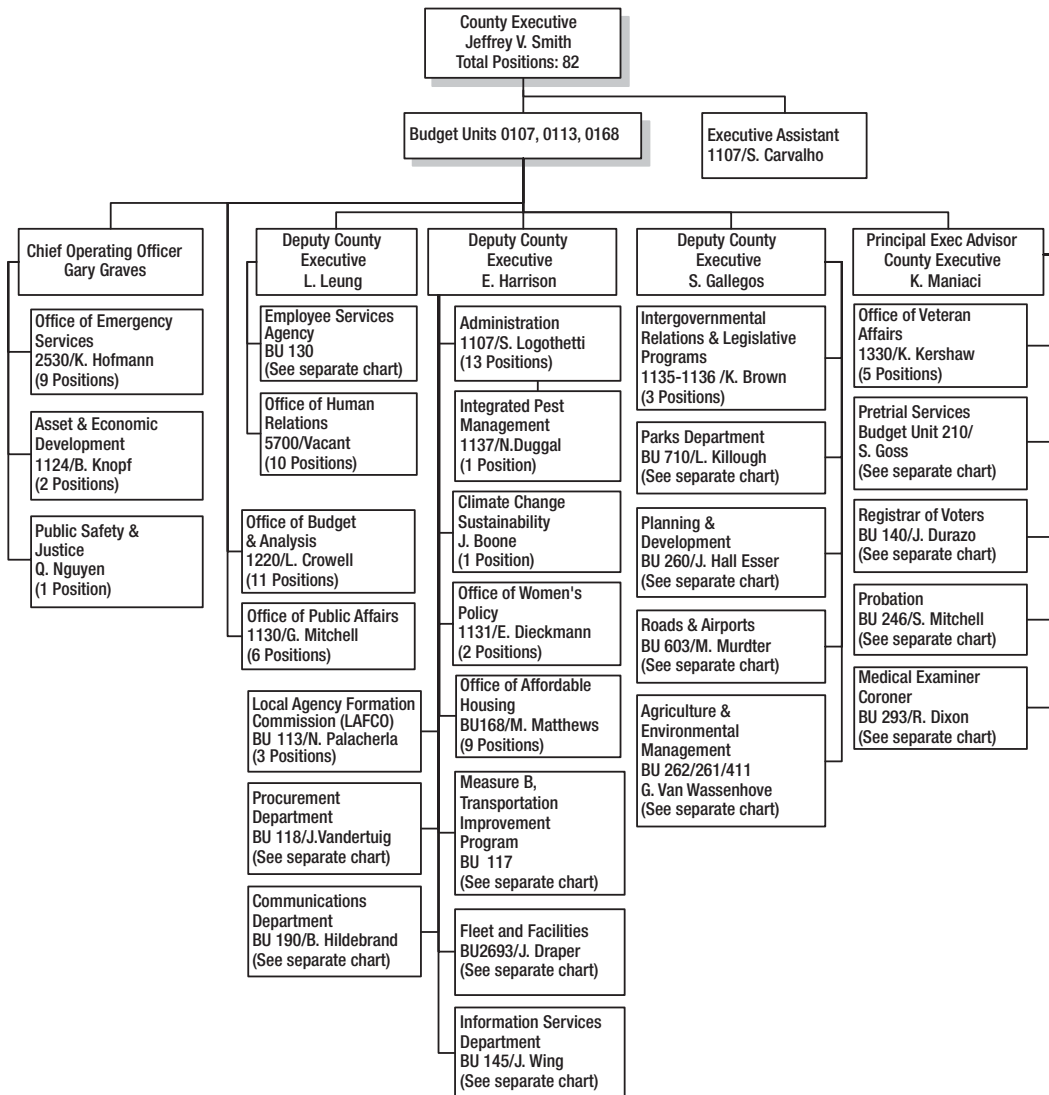 County Executive
Jeffrey V. Smith
Total Positions: 82
Budget Units 0107, 0113, 0168
Executive Assistant
1107/S. Carvalho
Chief Operating Officer
Gary Graves
Office of Emergency
Services
2530/K. Hofmann
(9 Positions)
Asset & Economic
Development
1124/B. Knopf
(2 Positions)
Public Safety &
Justice
Q. Nguyen
(1 Position)
Deputy County
Executive
L. Leung
Employee Services
Agency
BU 130
(See separate chart)
Office of Human
Relations
5700/Vacant
(10 Positions)
Office of Budget
& Analysis
1220/L. Crowell
(11 Positions)
Office of Public Affairs
1130/G. Mitchell
(6 Positions)
Local Agency Formation
Commission (LAFCO)
BU 113/N. Palacherla
(3 Positions)
Procurement
Department
BU 118/J.Vandertuig
(See separate chart)
Communications
Department
BU 190/B. Hildebrand
(See separate chart)
Deputy County
Executive
E. Harrison
Administration
1107/S. Logothetti
(13 Positions)
Integrated Pest
Management
1137/N.Duggal
(1 Position)
Climate Change
Sustainability
J. Boone
(1 Position)
Office of Women's
Policy
1131/E. Dieckmann
(2 Positions)
Office of Affordable
Housing
BU168/M. Matthews
(9 Positions)
Measure B,
Transportation
Improvement
Program
BU 117
(See separate chart)
Fleet and Facilities
BU2693/J. Draper
(See separate chart)
Information Services
Department
BU 145/J. Wing
(See separate chart)
Deputy County
Executive
S. Gallegos
Intergovernmental
Relations & Legislative
Programs
1135-1136 /K. Brown
(3 Positions)
Parks Department
BU 710/L. Killough
(See separate chart)
Planning &
Development
BU 260/J. Hall Esser
(See separate chart)
Roads & Airports
BU 603/M. Murdter
(See separate chart)
Agriculture &
Environmental
Management
BU 262/261/411
G. Van Wassenhove
(See separate chart)
Principal Exec Advisor
County Executive
K. Maniaci
Office of Veteran
Affairs
1330/K. Kershaw
(5 Positions)
Pretrial Services
Budget Unit 210/
S. Goss
(See separate chart)
Registrar of Voters
BU 140/J. Durazo
(See separate chart)
Probation
BU 246/S. Mitchell
(See separate chart)
Medical Examiner
Coroner
BU 293/R. Dixon
(See separate chart)